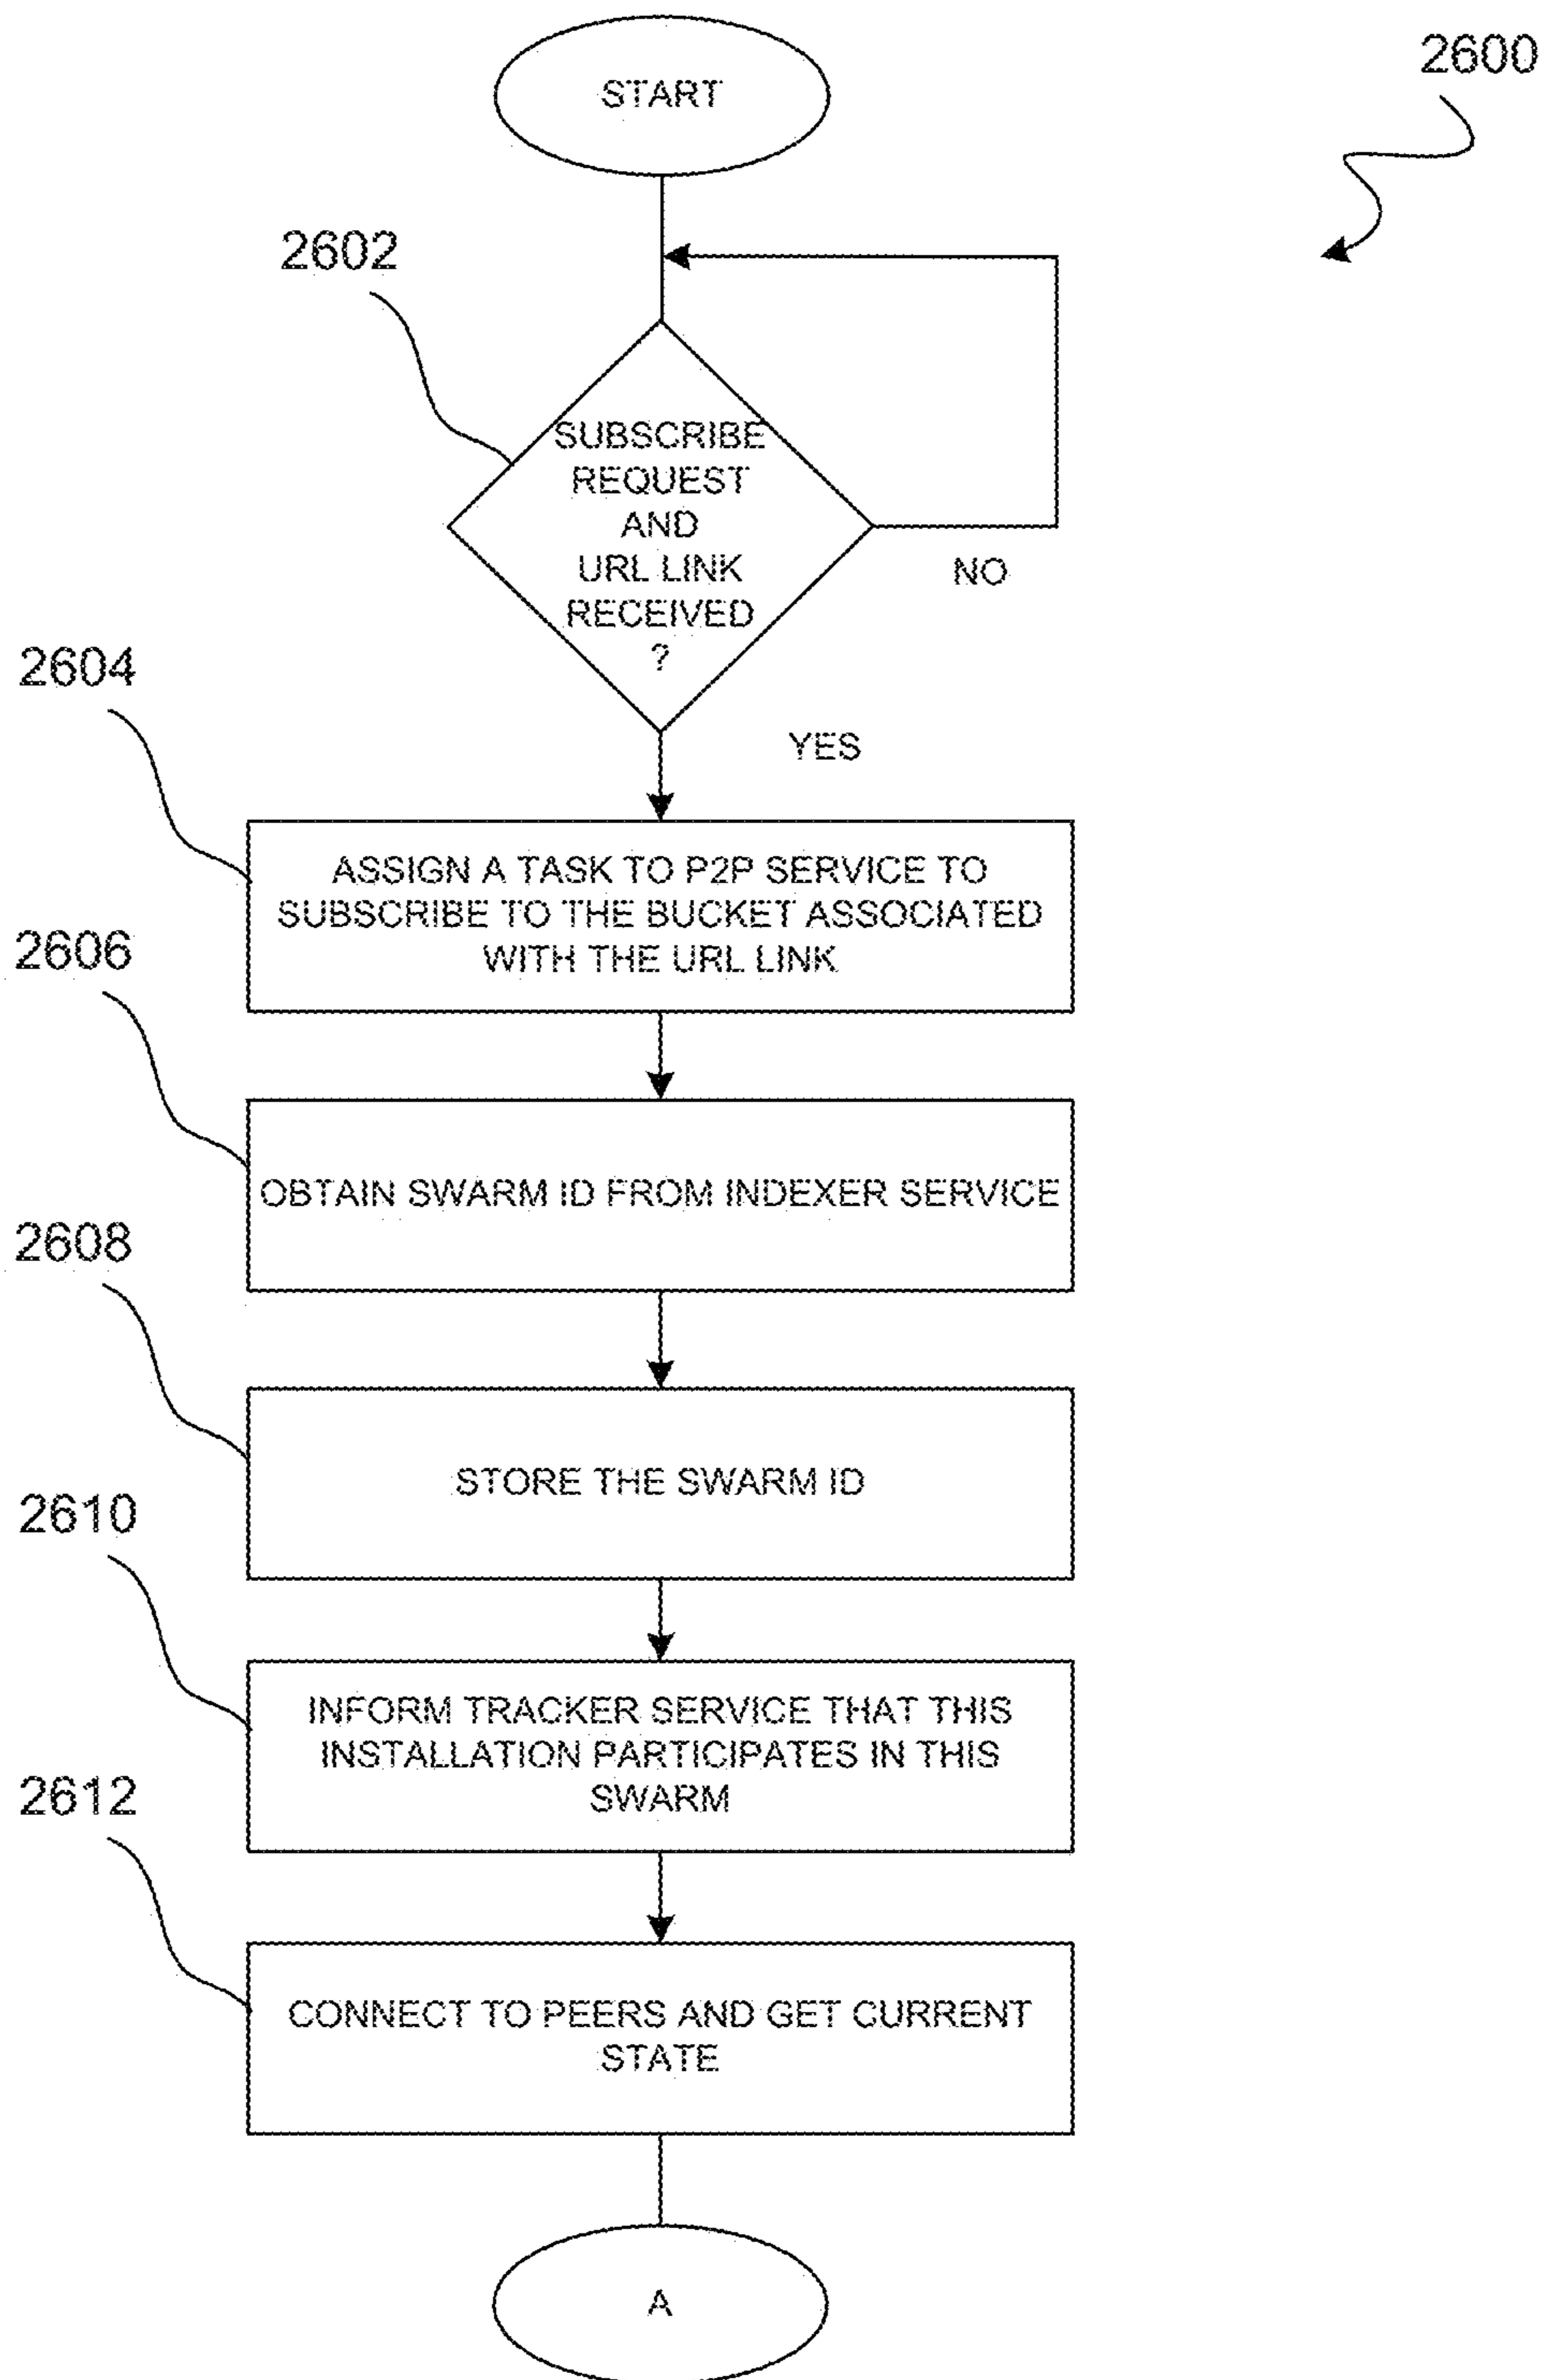 START
2600
2602
SUBSCRIBE
REQUEST
AND
URL LINK
RECEIVED
?
NO
YES
2604
ASSIGN A TASK TO P2P SERVICE TO
SUBSCRIBE TO THE BUCKET ASSOCIATED
WITH THE URL LINK
2606
OBTAIN SWARM ID FROM INDEXER SERVICE
2608
STORE THE SWARM ID
2610
INFORM TRACKER SERVICE THAT THIS
INSTALLATION PARTICIPATES IN THIS
SWARM
2612
CONNECT TO PEERS AND GET CURRENT
STATE
A